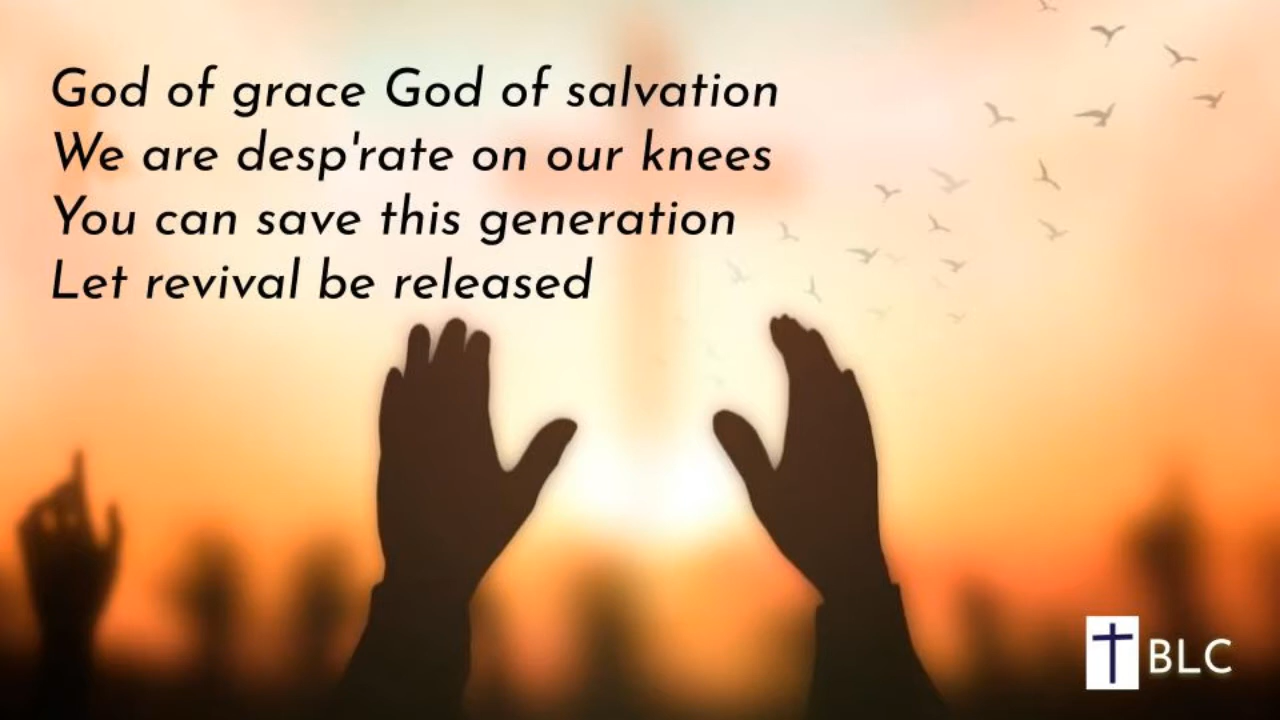 God of grace God of salvation
We are desp'rate on our knees
You can save this generation
Let revival be released
BLC